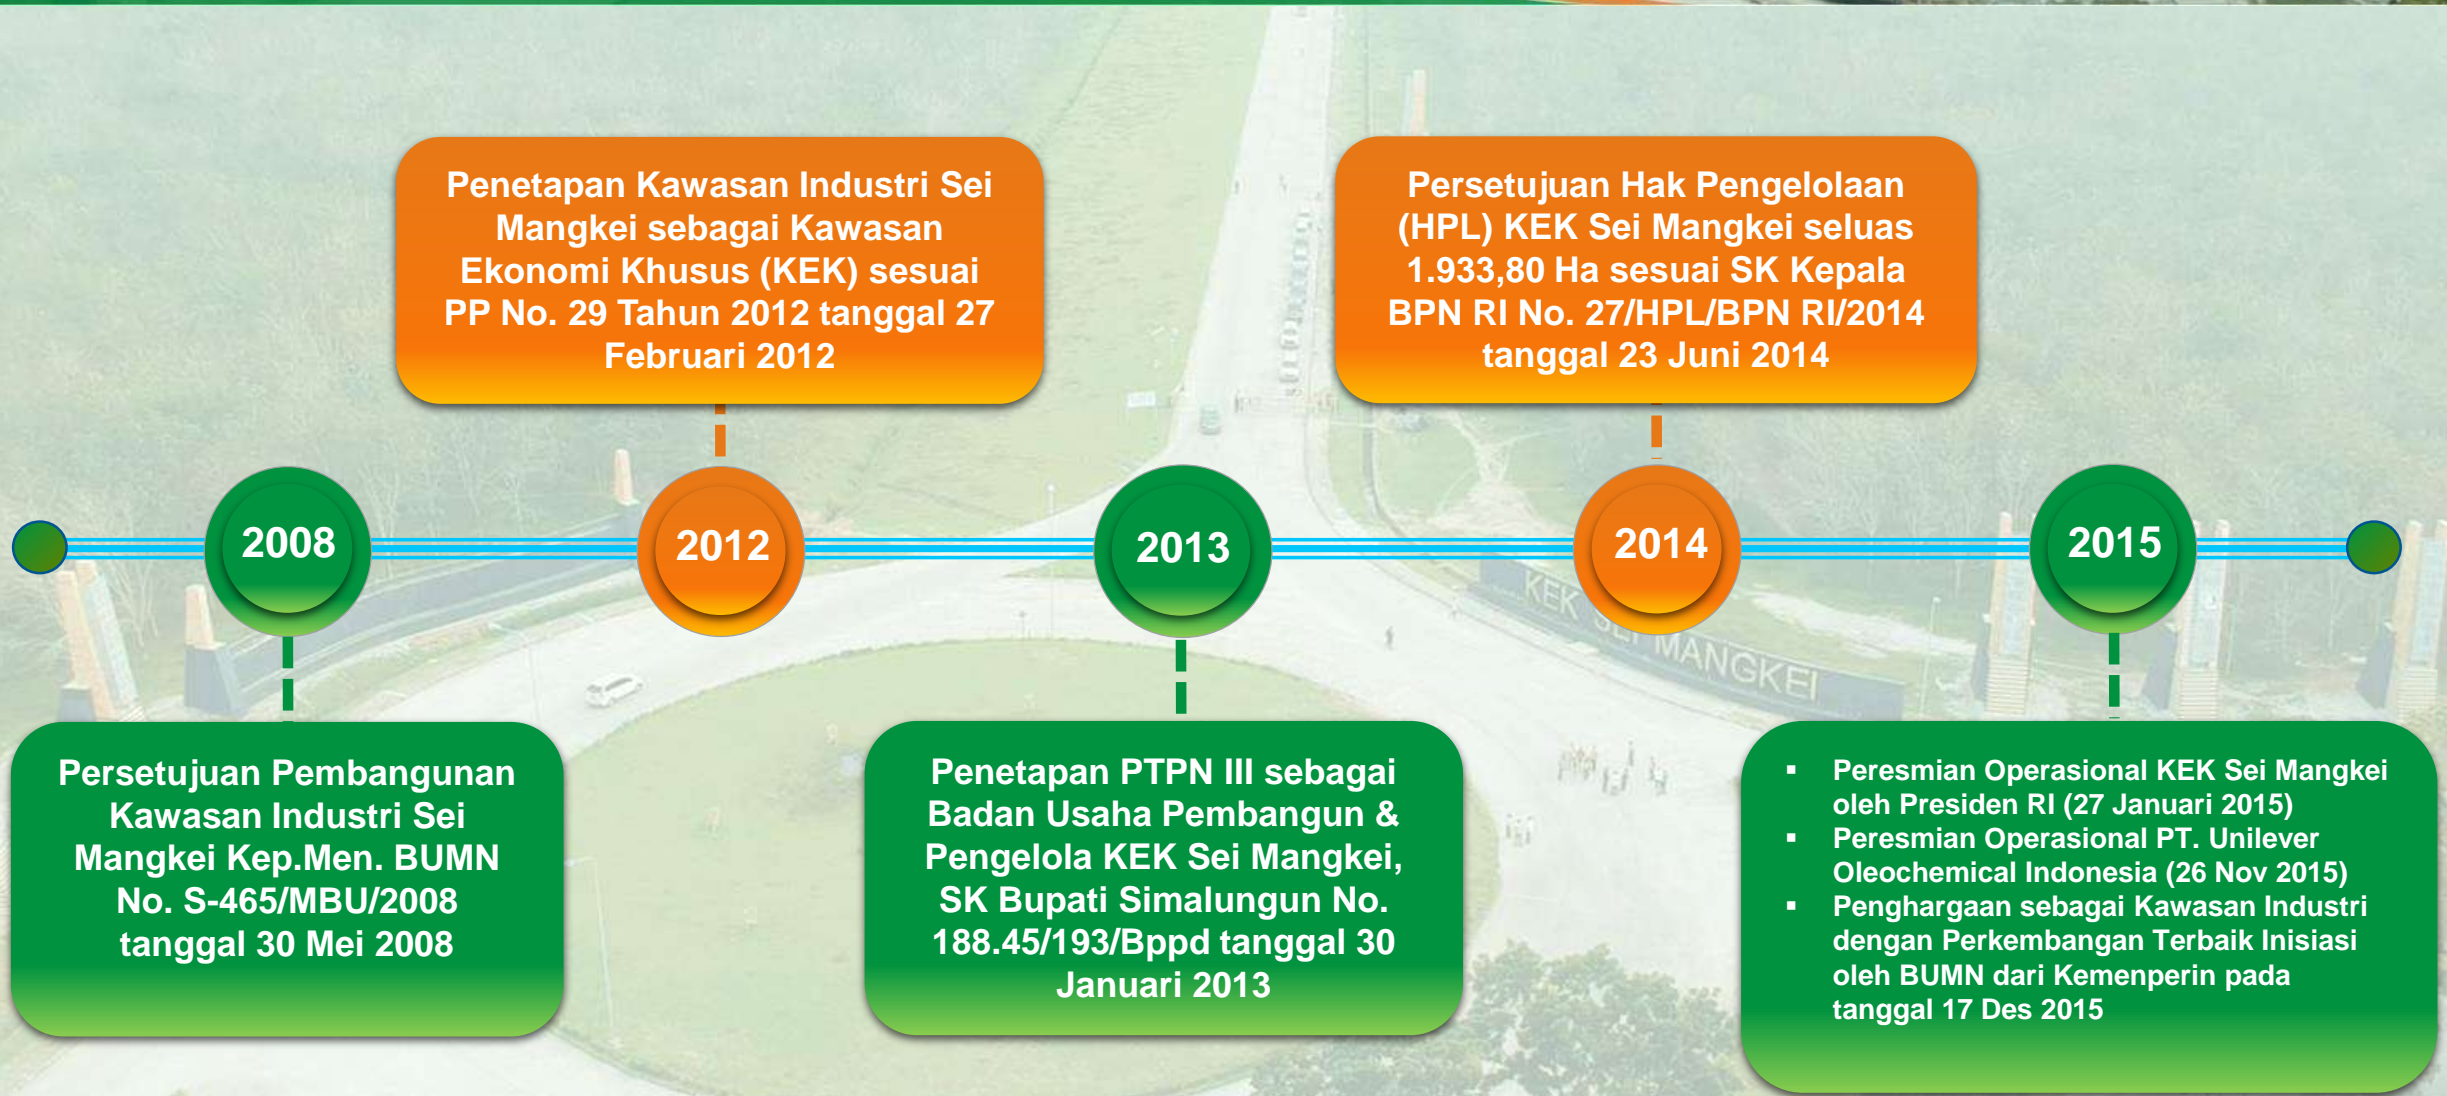 Penetapan Kawasan Industri Sei
Mangkei sebagai Kawasan
Ekonomi Khusus (KEK) sesuai
PP No. 29 Tahun 2012 tanggal 27
Februari 2012
Persetujuan Hak Pengelolaan
(HPL) KEK Sei Mangkei seluas
1.933,80 Ha sesuai SK Kepala
BPN RI No. 27/HPL/BPN RI/2014
tanggal 23 Juni 2014
2008
2012
2013
2014
2015
KEK SEI MANGKEI
Persetujuan Pembangunan
Kawasan Industri Sei
Mangkei Kep.Men. BUMN
No. S-465/MBU/2008
tanggal 30 Mei 2008
Penetapan PTPN III sebagai
Badan Usaha Pembangun &
Pengelola KEK Sei Mangkei,
SK Bupati Simalungun No.
188.45/193/Bppd tanggal 30
Januari 2013
▪ Peresmian Operasional KEK Sei Mangkei
oleh Presiden RI (27 Januari 2015)
▪ Peresmian Operasional PT. Unilever
Oleochemical Indonesia (26 Nov 2015)
▪ Penghargaan sebagai Kawasan Industri
dengan Perkembangan Terbaik Inisiasi
oleh BUMN dari Kemenperin pada
tanggal 17 Des 2015